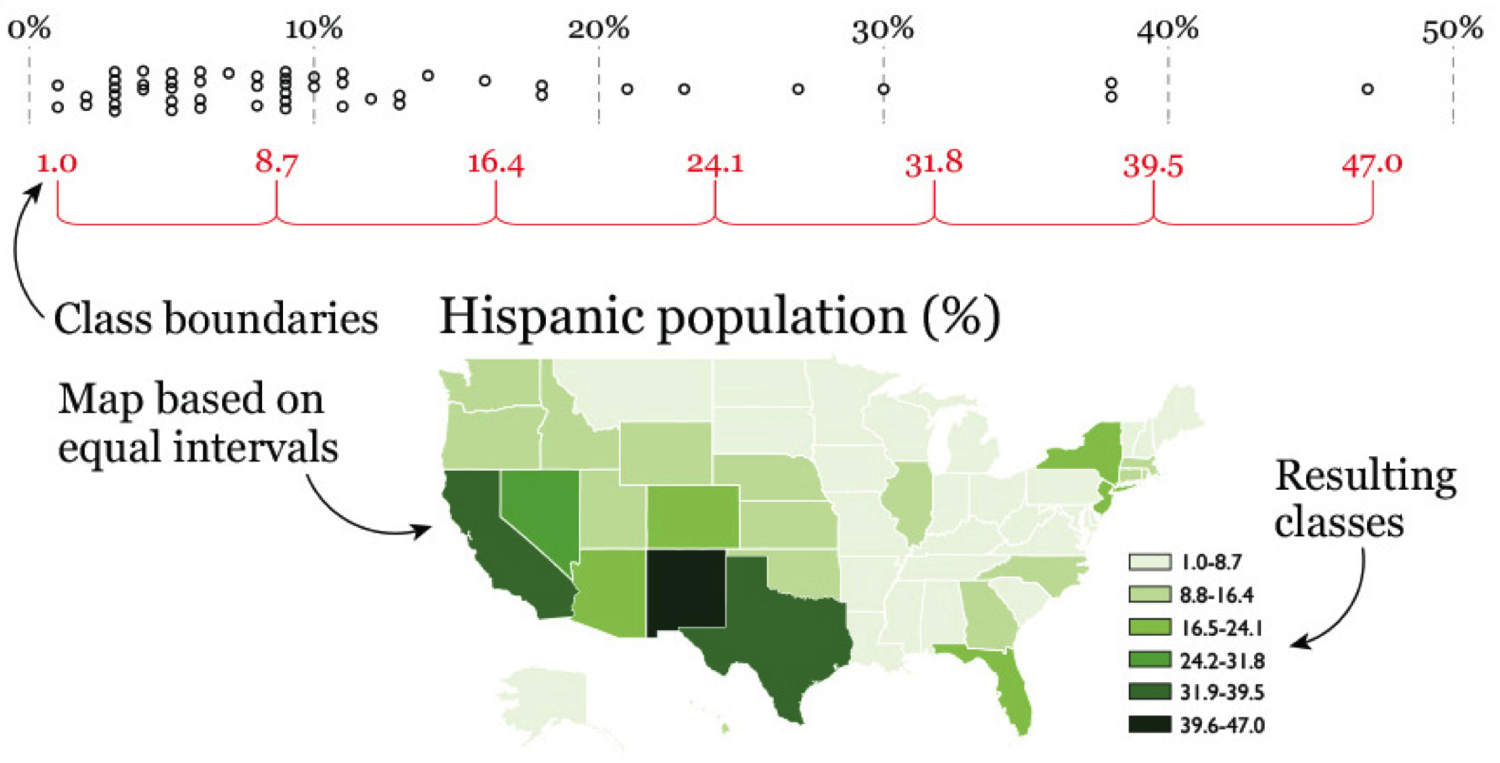 0% 10% 20% 30% 40% 50%
1.0 8.7 16.4 24.1 31.8 39.5 47.0
Class boundaries
Hispanic population (%)
Map based on
equal intervals
Resulting
classes
1.0-8.7
8.8-16.4
16.5-24.1
24.2-31.8
31.9-39.5
39.6-47.0